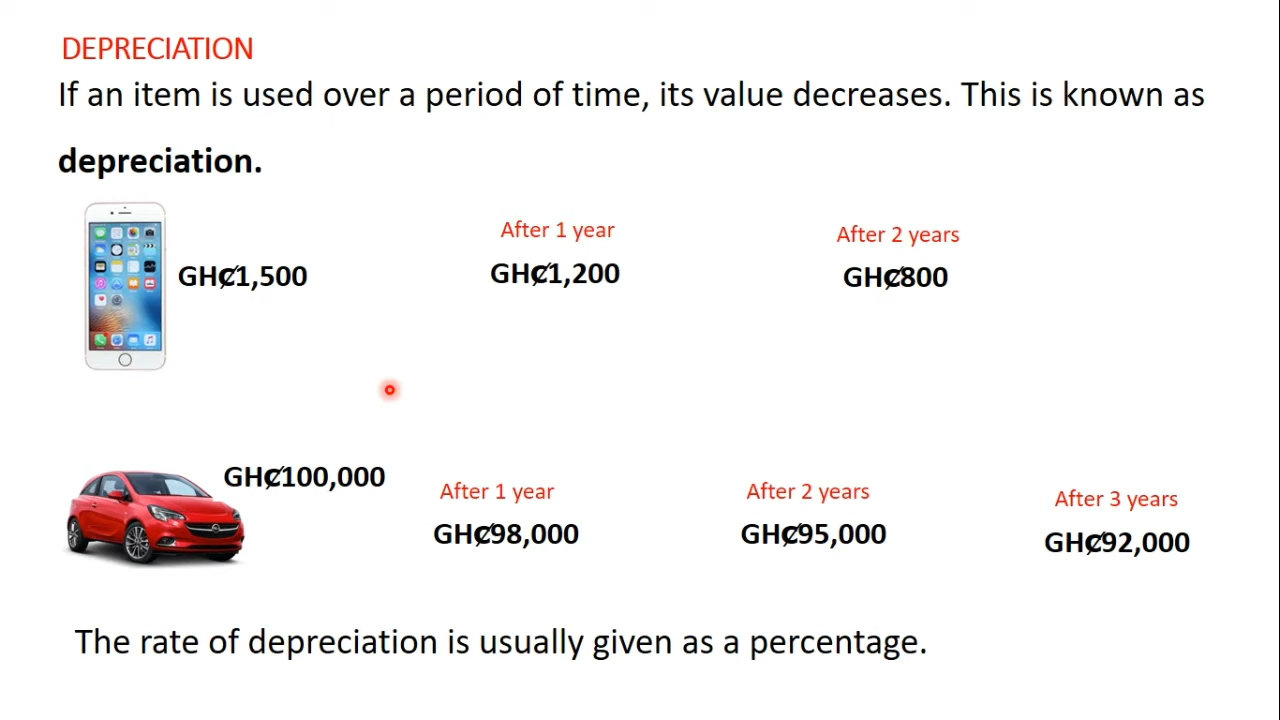 DEPRECIATION
If an item is used over a period of time, its value decreases. This is known as
depreciation.
After 1 year
After 2 years
GH₵1,500
GH₵1,200
GH₵800
GH₵100,000
After 1 year
After 2 years
After 3 years
GH₵98,000
GH₵95,000
GH₵92,000
The rate of depreciation is usually given as a percentage.